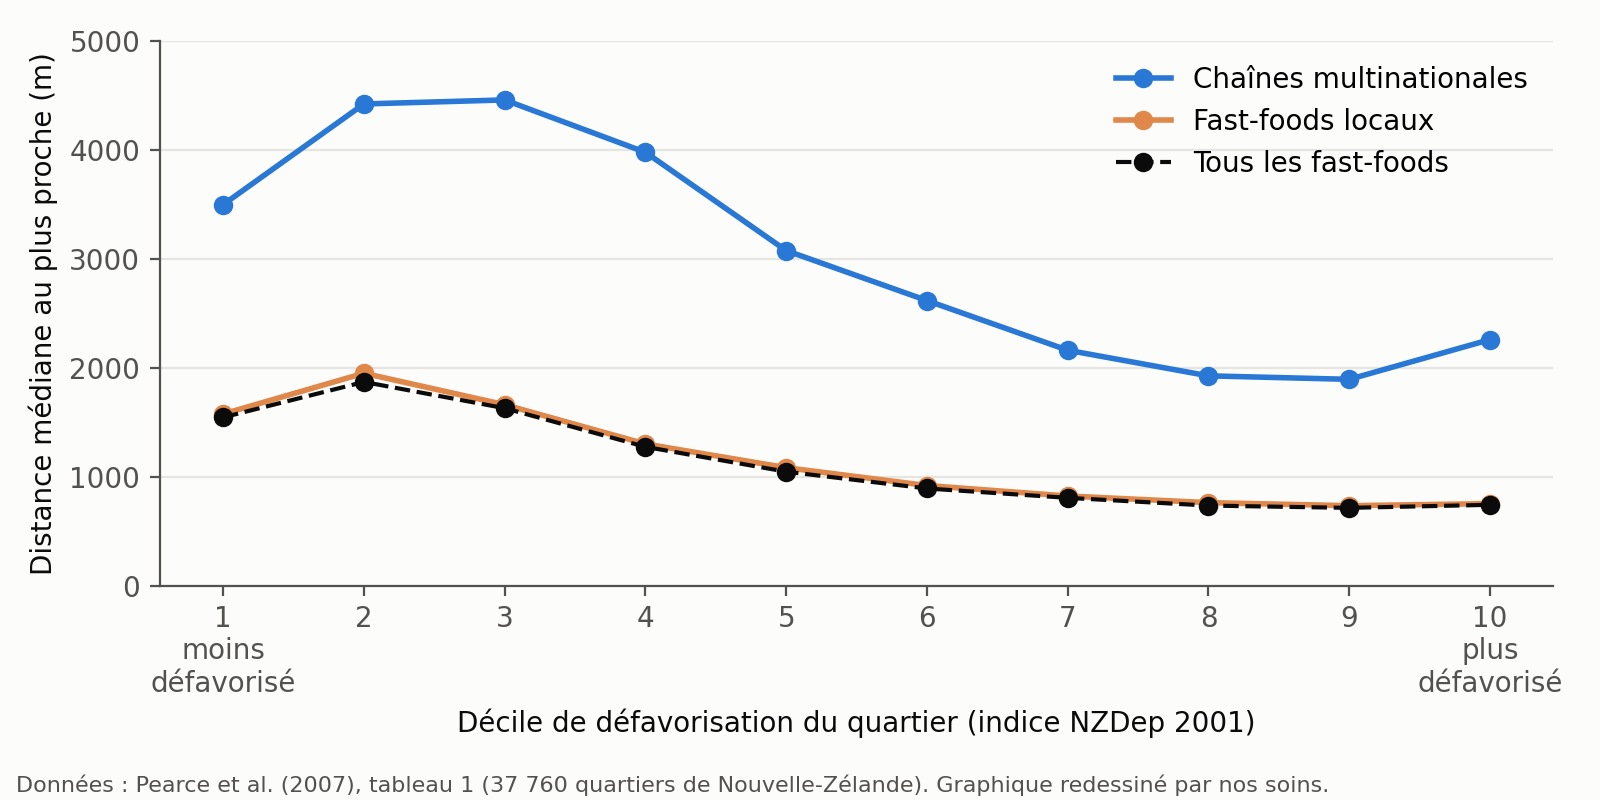 5000
4000
3000
2000
1000
0
Distance médiane au plus proche (m)
Chaînes multinationales
Fast-foods locaux
Tous les fast-foods
1 2 3 4 5 6 7 8 9 10
moins
défavorisé
plus
défavorisé
Décile de défavorisation du quartier (indice NZDep 2001)
Données : Pearce et al. (2007), tableau 1 (37 760 quartiers de Nouvelle-Zélande). Graphique redessiné par nos soins.